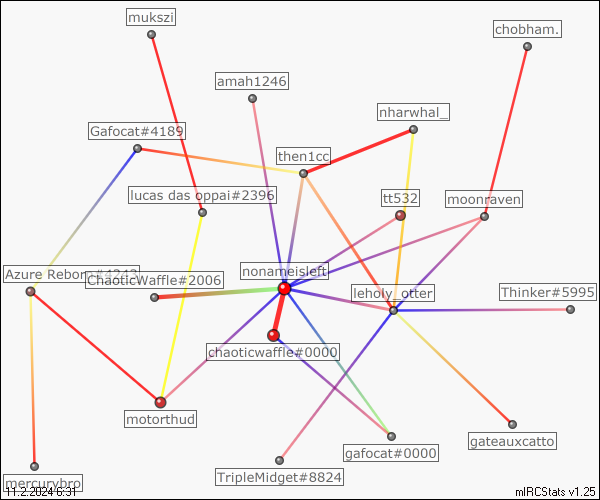 mukszi
chobham.
amah1246
nharwhal_
Gafocat#4189
then1cc
lucas das oppai#2396
tt532
moonraven
nonameisleft
Azure Reborn#4242
ChaoticWaffle#2006
leholy_otter
Thinker#5995
chaoticwaffle#0000
motorthud
gateauxcatto
gafocat#0000
TripleMidget#8824
mercurybro
11.2.2024 6:31
mIRCStats v1.25